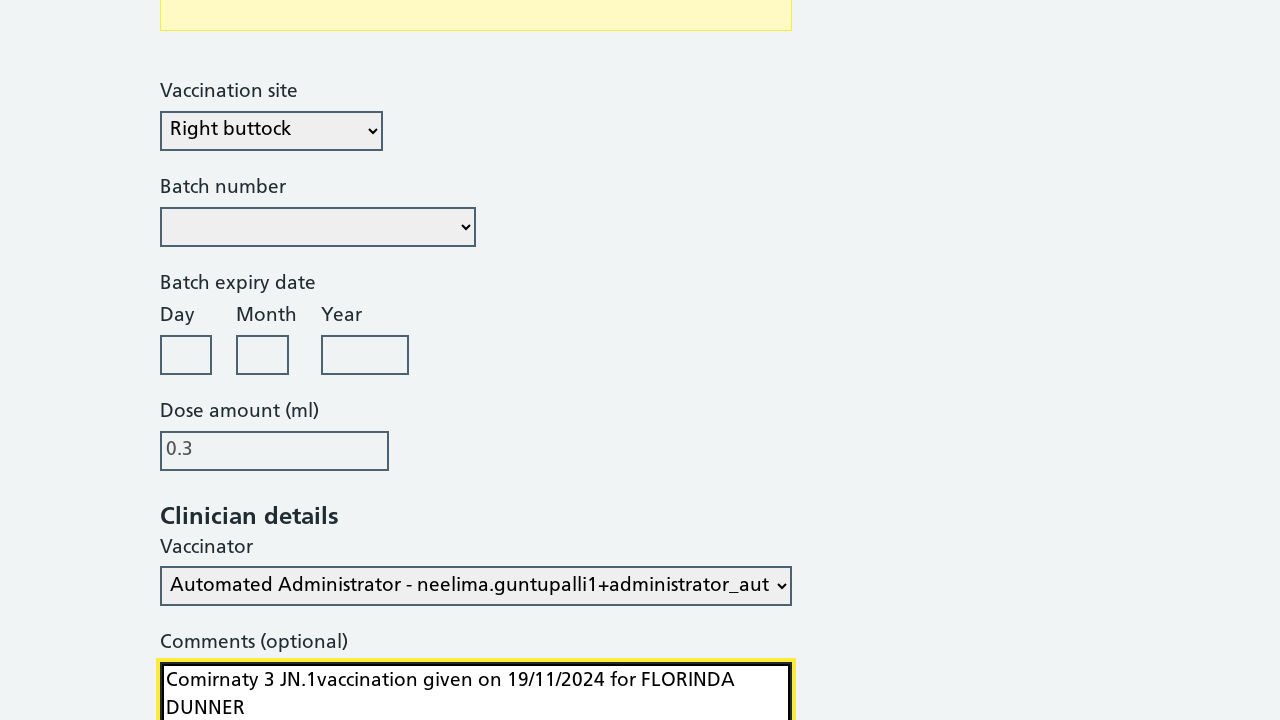 Vaccination site
Right buttock
Batch number
Batch expiry date
Day Month Year
Dose amount (ml)
0.3
Clinician details
Vaccinator
Automated Administrator - neelima.guntupalli1+administrator_aut
Comments (optional)
Comirnaty 3 JN.1vaccination given on 19/11/2024 for FLORINDA
DUNNER